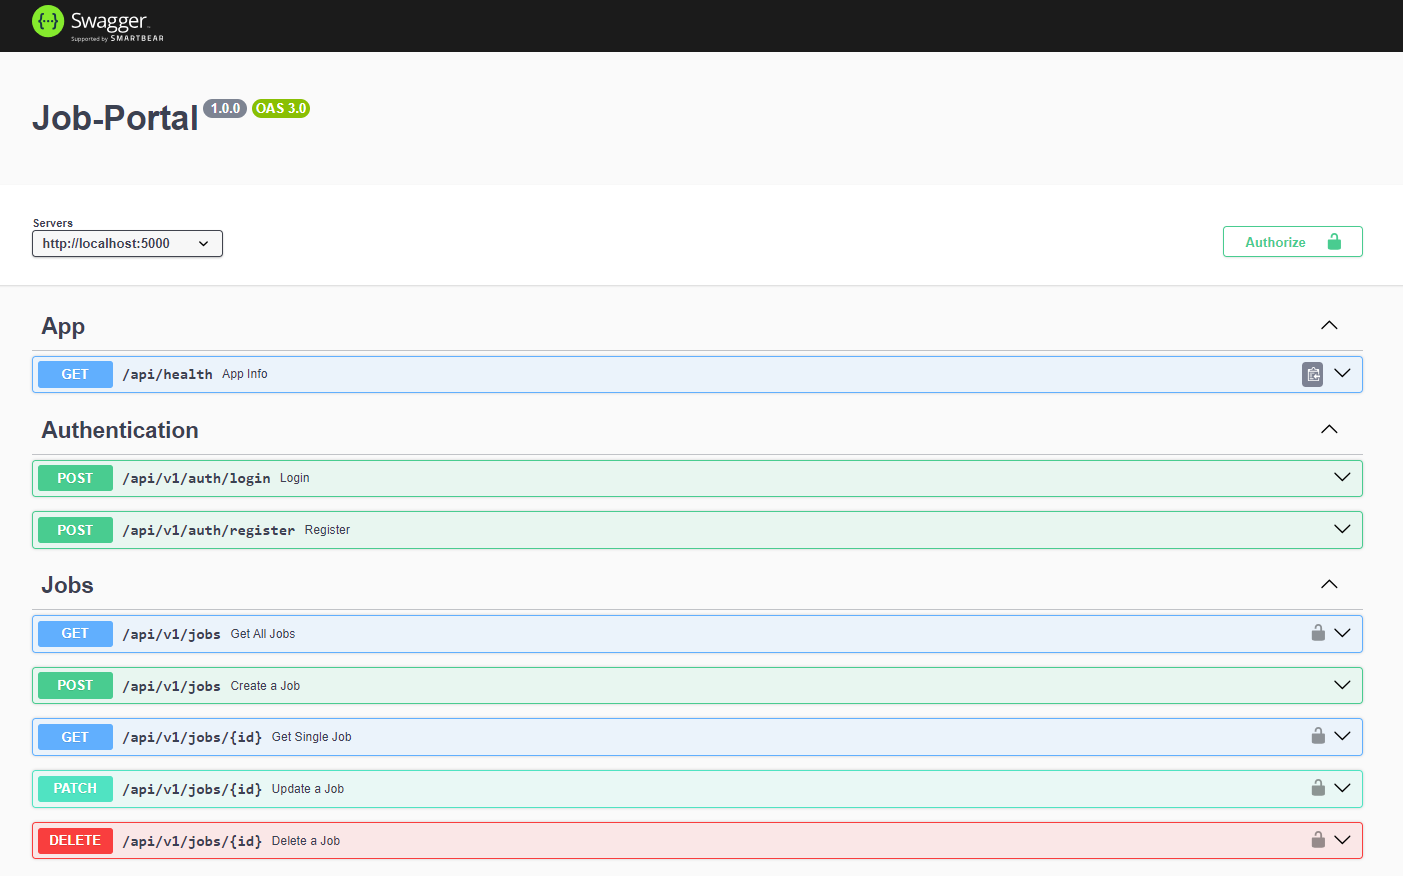 Swagger
Supported by SMARTBEAR
Job-Portal 1.0.0 OAS 3.0
Servers
http://localhost:5000
Authorize
App
GET /api/health App Info
Authentication
POST /api/v1/auth/login Login
POST /api/v1/auth/register Register
Jobs
GET /api/v1/jobs Get All Jobs
POST /api/v1/jobs Create a Job
GET /api/v1/jobs/{id} Get Single Job
PATCH /api/v1/jobs/{id} Update a Job
DELETE /api/v1/jobs/{id} Delete a Job